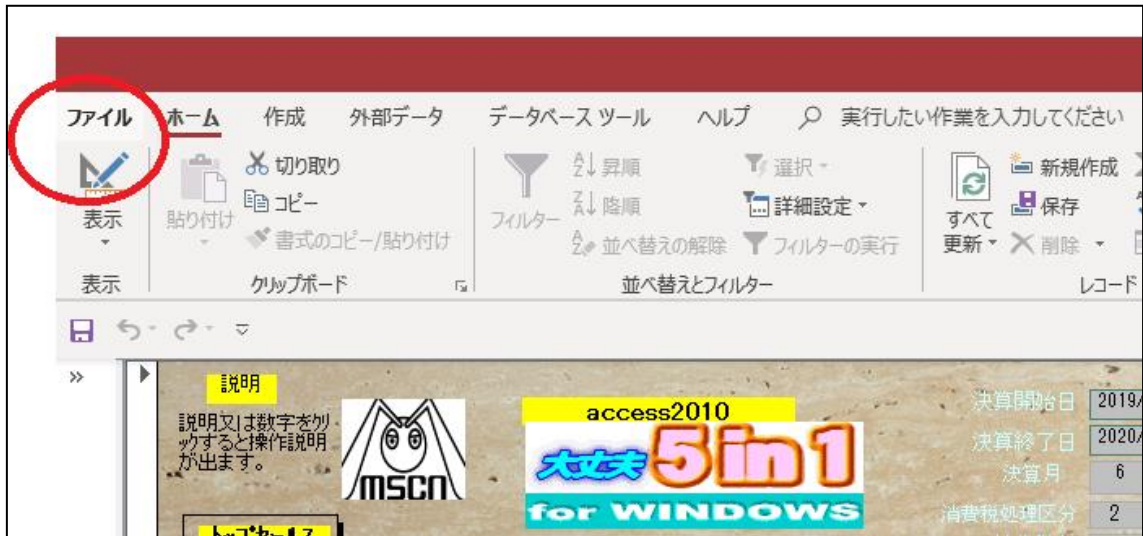 ファイル ホーム 作成 外部データ データベース ツール ヘルプ 実行したい作業を入力してください
表示
表示
貼り付け
切り取り
コピー
書式のコピー/貼り付け
クリップボード
フィルター
昇順
降順
並べ替えの解除
選択
詳細設定
フィルターの実行
並べ替えとフィルター
すべて
更新
新規作成
保存
削除
レコード
説明
説明又は数字をクリ
ックすると操作説明
が出ます。
MSCN
access2010
大丈夫 5 in 1
for WINDOWS
決算開始日 2019/
決算終了日 2020/
決算月 6
消費税処理区分 2